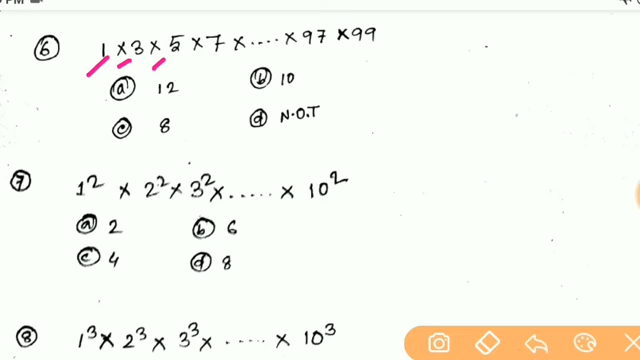 PM
⑥ 1 × 3 × 5 × 7 × ..... × 97 × 99
ⓐ 12 ⓑ 10
ⓒ 8 ⓓ N.O.T
⑦ 1² × 2² × 3² × ..... × 10²
ⓐ 2 ⓑ 6
ⓒ 4 ⓓ 8
⑧ 1³ × 2³ × 3³ × ..... × 10³